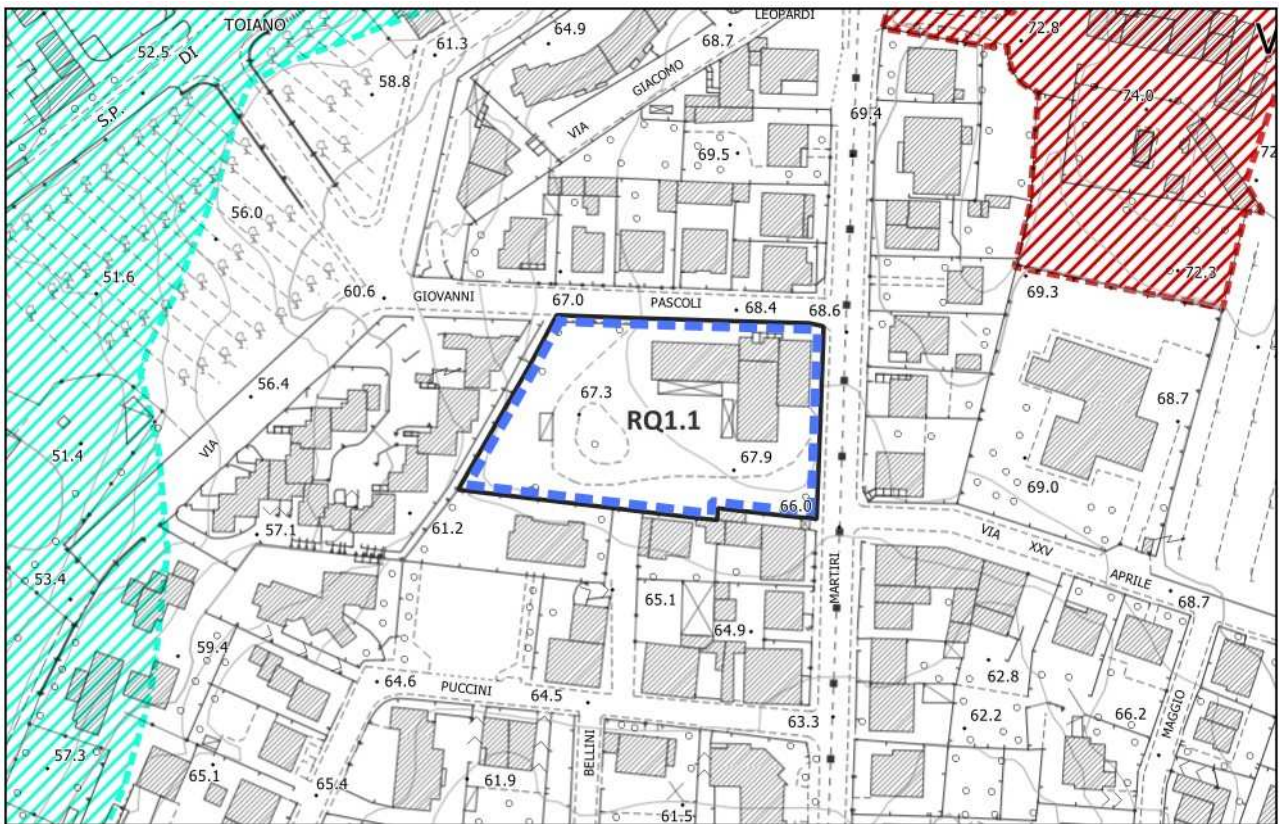 TOIANO
52.5
DI
S.P.
61.3
58.8
64.9
LEOPARDI
68.7
GIACOMO
VIA
69.5
69.4
72.8
V
74.0
72
56.0
51.6
60.6
GIOVANNI
67.0
PASCOLI
68.4
68.6
69.3
72.3
56.4
VIA
67.3
RQ1.1
67.9
66.0
68.7
69.0
51.4
57.1
61.2
VIA
XXV
APRILE
68.7
MARTIRI
53.4
65.1
64.9
59.4
64.6
PUCCINI
64.5
63.3
62.8
62.2
66.2
MAGGIO
57.3
65.1
65.4
61.9
BELLINI
61.5